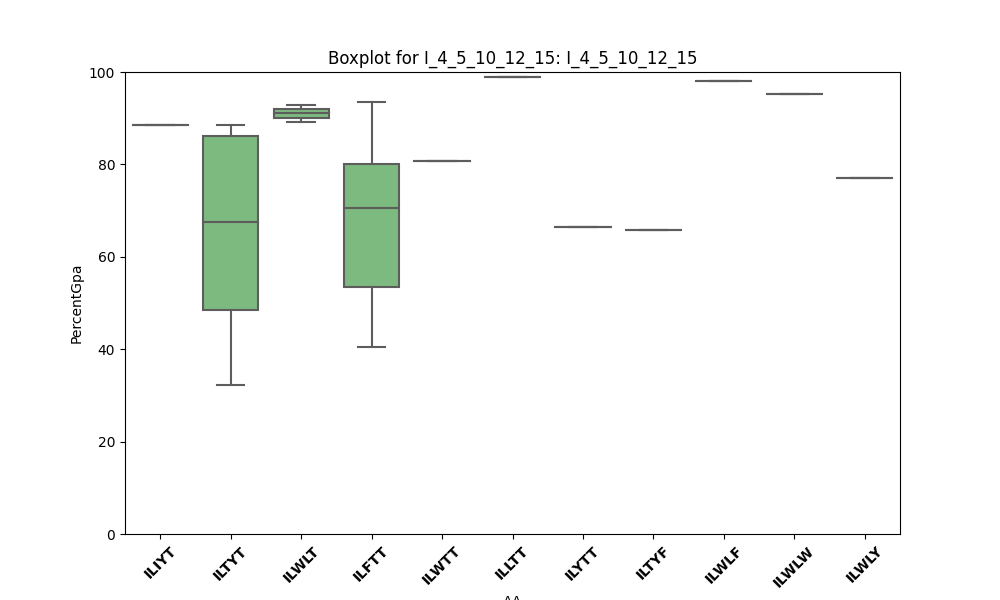 Boxplot for I_4_5_10_12_15: I_4_5_10_12_15
100
80
60
40
20
0
PercentGpa
ILIYT
ILTYT
ILWLT
ILFTT
ILWTT
ILLTT
ILYTT
ILTYF
ILWLF
ILWLW
ILWLY
AA